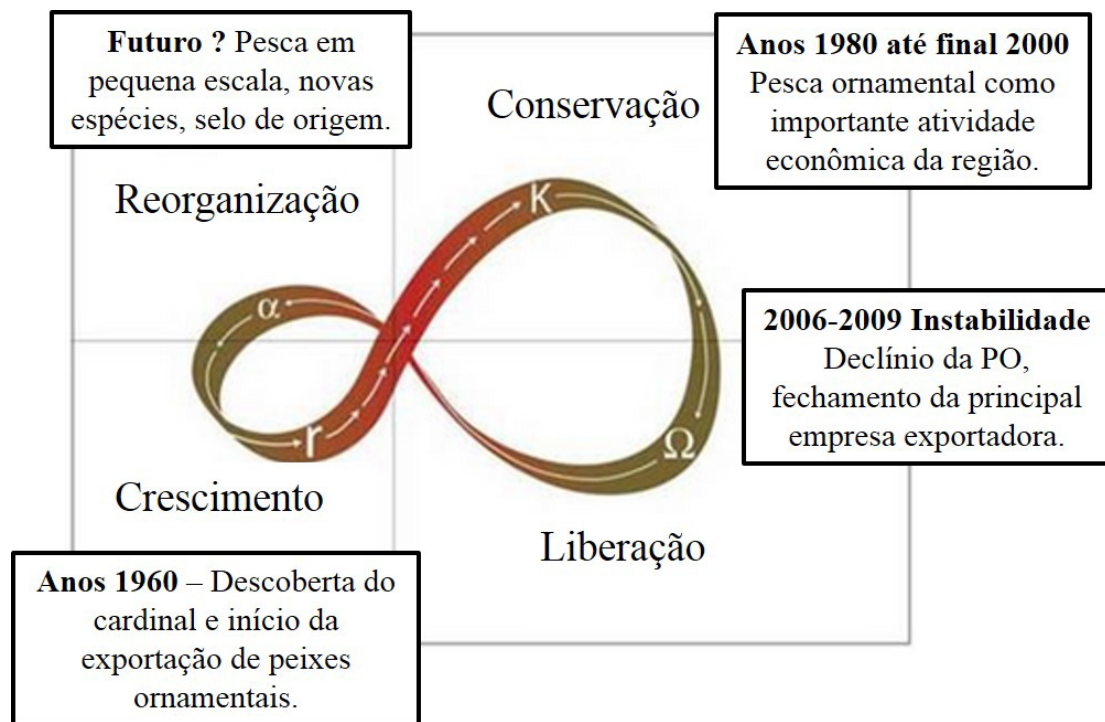 Futuro ? Pesca em
pequena escala, novas
espécies, selo de origem.
Reorganização
α
Conservação
K
Anos 1980 até final 2000
Pesca ornamental como
importante atividade
econômica da região.
2006-2009 Instabilidade
Declínio da PO,
fechamento da principal
empresa exportadora.
Ω
Liberação
r
Crescimento
Anos 1960 – Descoberta do
cardinal e início da
exportação de peixes
ornamentais.